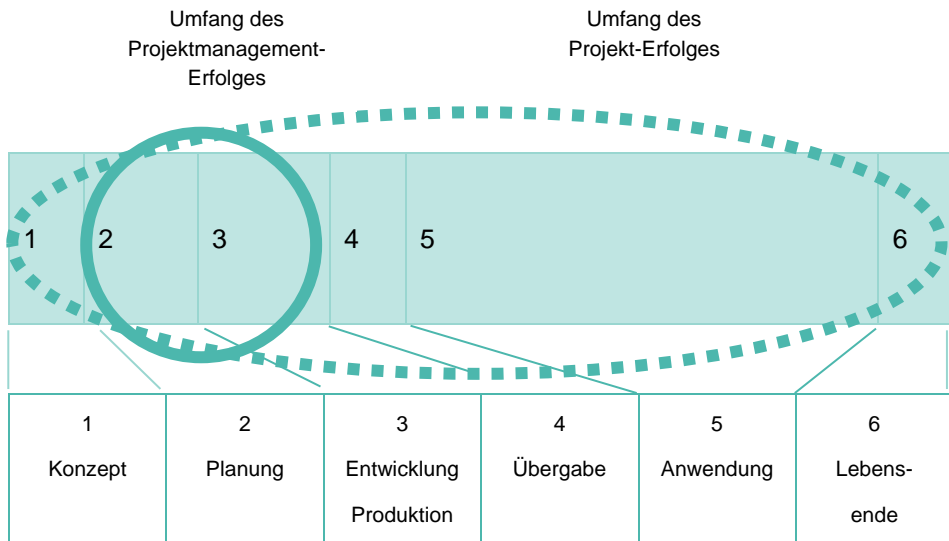 Umfang des
Projektmanagement-
Erfolges
Umfang des
Projekt-Erfolges
1 2 3 4 5 6
1
Konzept
2
Planung
3
Entwicklung
Produktion
4
Übergabe
5
Anwendung
6
Lebens-
ende